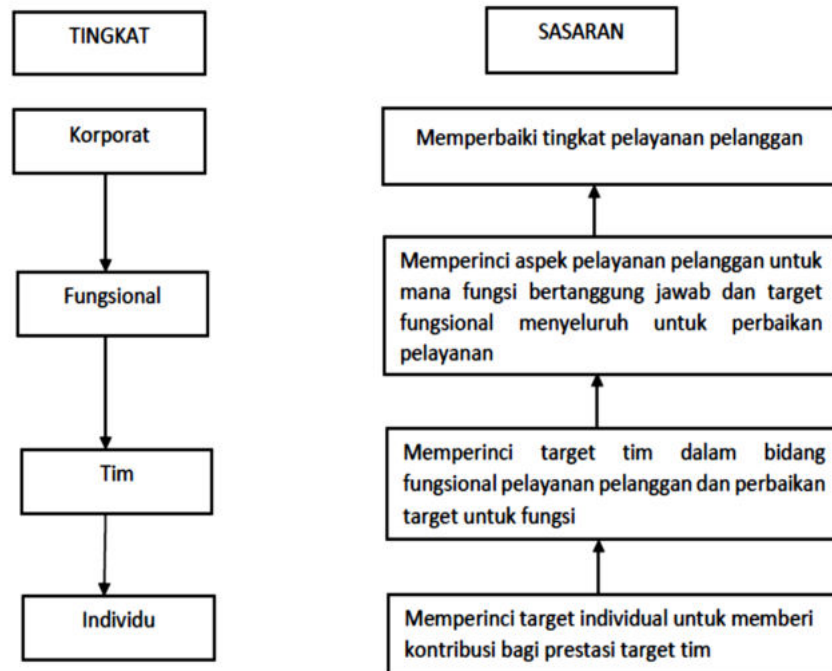 TINGKAT
SASARAN
Korporat
Memperbaiki tingkat pelayanan pelanggan
Fungsional
Memperinci aspek pelayanan pelanggan untuk
mana fungsi bertanggung jawab dan target
fungsional menyeluruh untuk perbaikan
pelayanan
Tim
Memperinci target tim dalam bidang
fungsional pelayanan pelanggan dan perbaikan
target untuk fungsi
Individu
Memperinci target individual untuk memberi
kontribusi bagi prestasi target tim